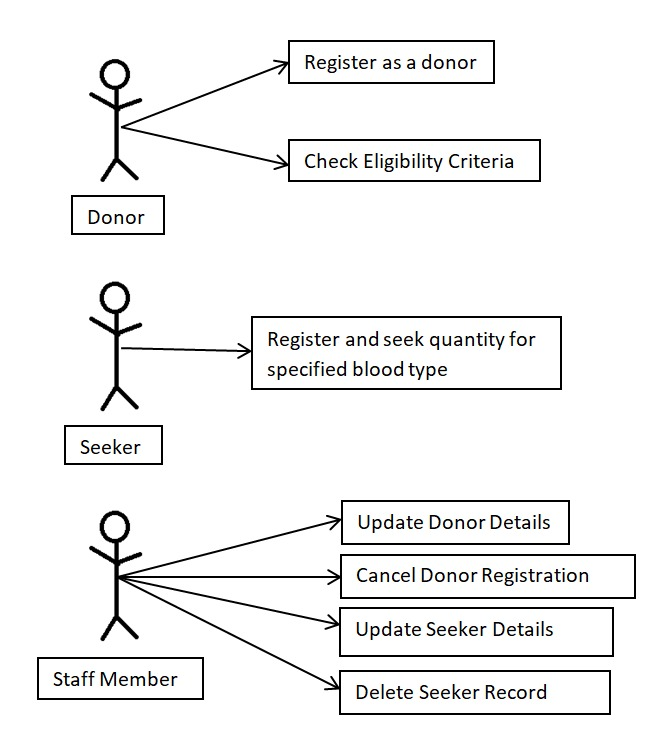 Register as a donor
Check Eligibility Criteria
Donor
Register and seek quantity for
specified blood type
Seeker
Update Donor Details
Cancel Donor Registration
Update Seeker Details
Staff Member
Delete Seeker Record